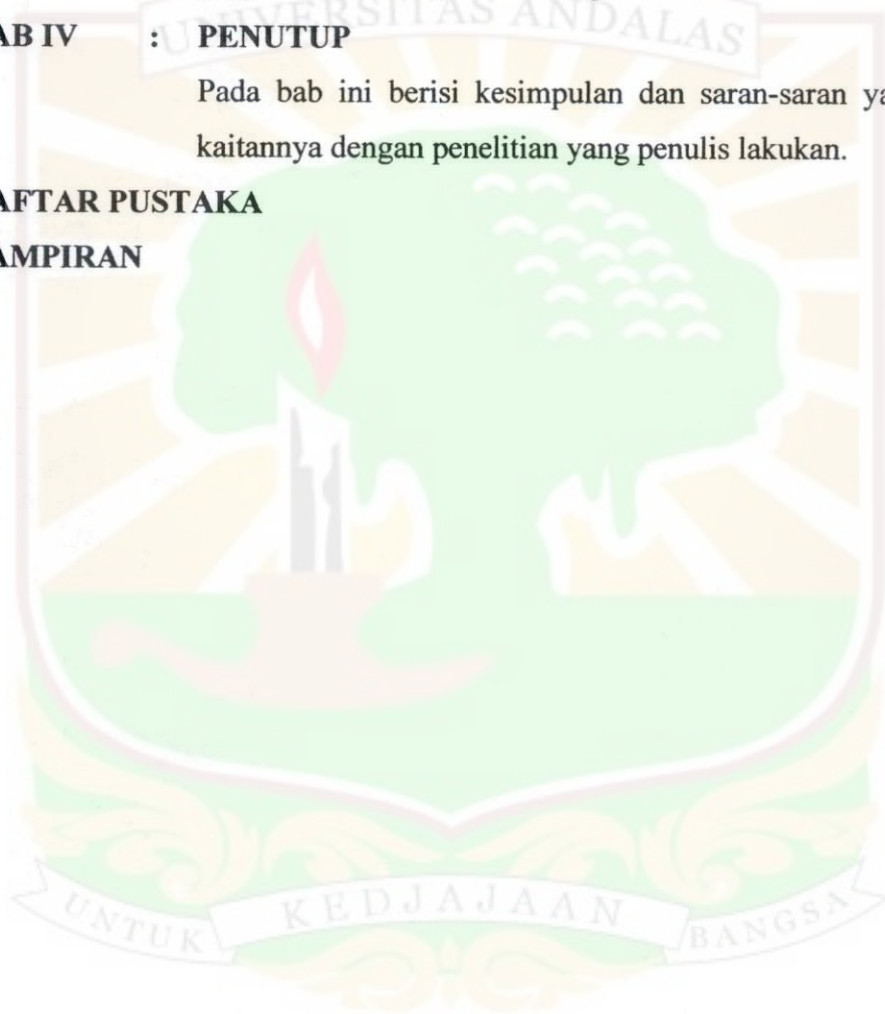 UNIVERSITAS ANDALAS
AB IV : PENUTUP
Pada bab ini berisi kesimpulan dan saran-saran ya
kaitannya dengan penelitian yang penulis lakukan.
AFTAR PUSTAKA
AMPIRAN
UNTUK KEDJAJAAN BANGSA